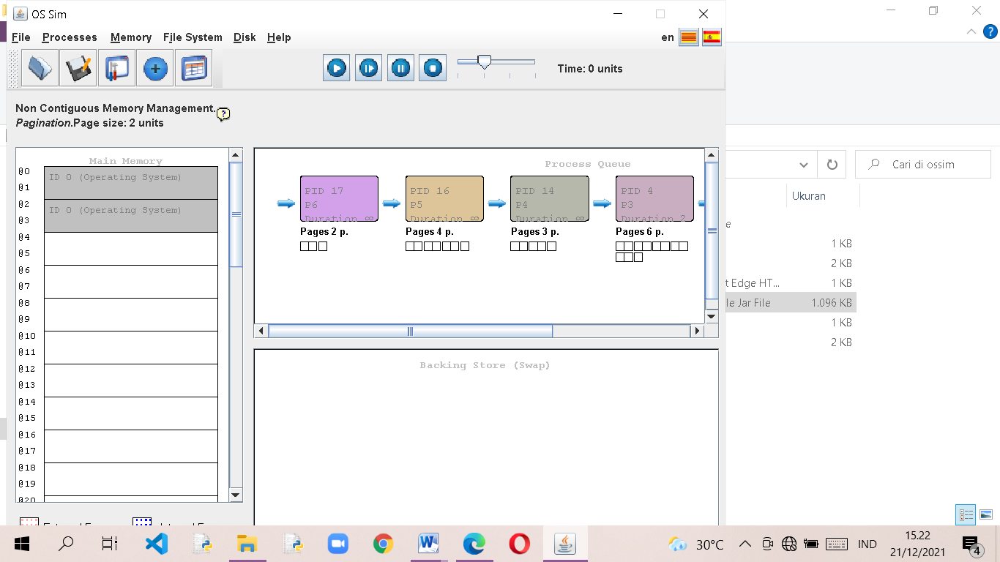 OS Sim
File Processes Memory File System Disk Help
en
Time: 0 units
Non Contiguous Memory Management.
Pagination.Page size: 2 units
Main Memory
@0
ID 0 (Operating System)
@1
@2
ID 0 (Operating System)
@3
@4
@5
@6
@7
@8
@9
@10
@11
@12
@13
@14
@15
@16
@17
@18
@19
@20
Process Queue
PID 17
P6
Duration ∞
Pages 2 p.
PID 16
P5
Duration ∞
Pages 4 p.
PID 14
P4
Duration ∞
Pages 3 p.
PID 4
P3
Duration 2
Pages 6 p.
Backing Store (Swap)
Cari di ossim
Ukuran
1 KB
2 KB
t Edge HT... 1 KB
le Jar File 1.096 KB
1 KB
2 KB
30°C
IND
15.22
21/12/2021
4